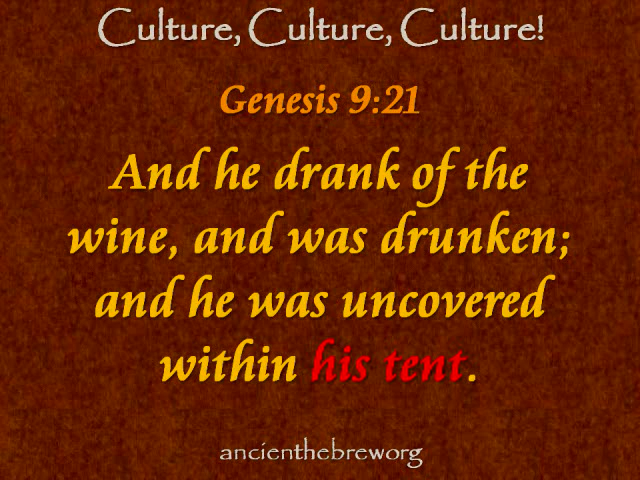 Culture, Culture, Culture!
Genesis 9:21
And he drank of the
wine, and was drunken;
and he was uncovered
within his tent.
ancienthebreworg